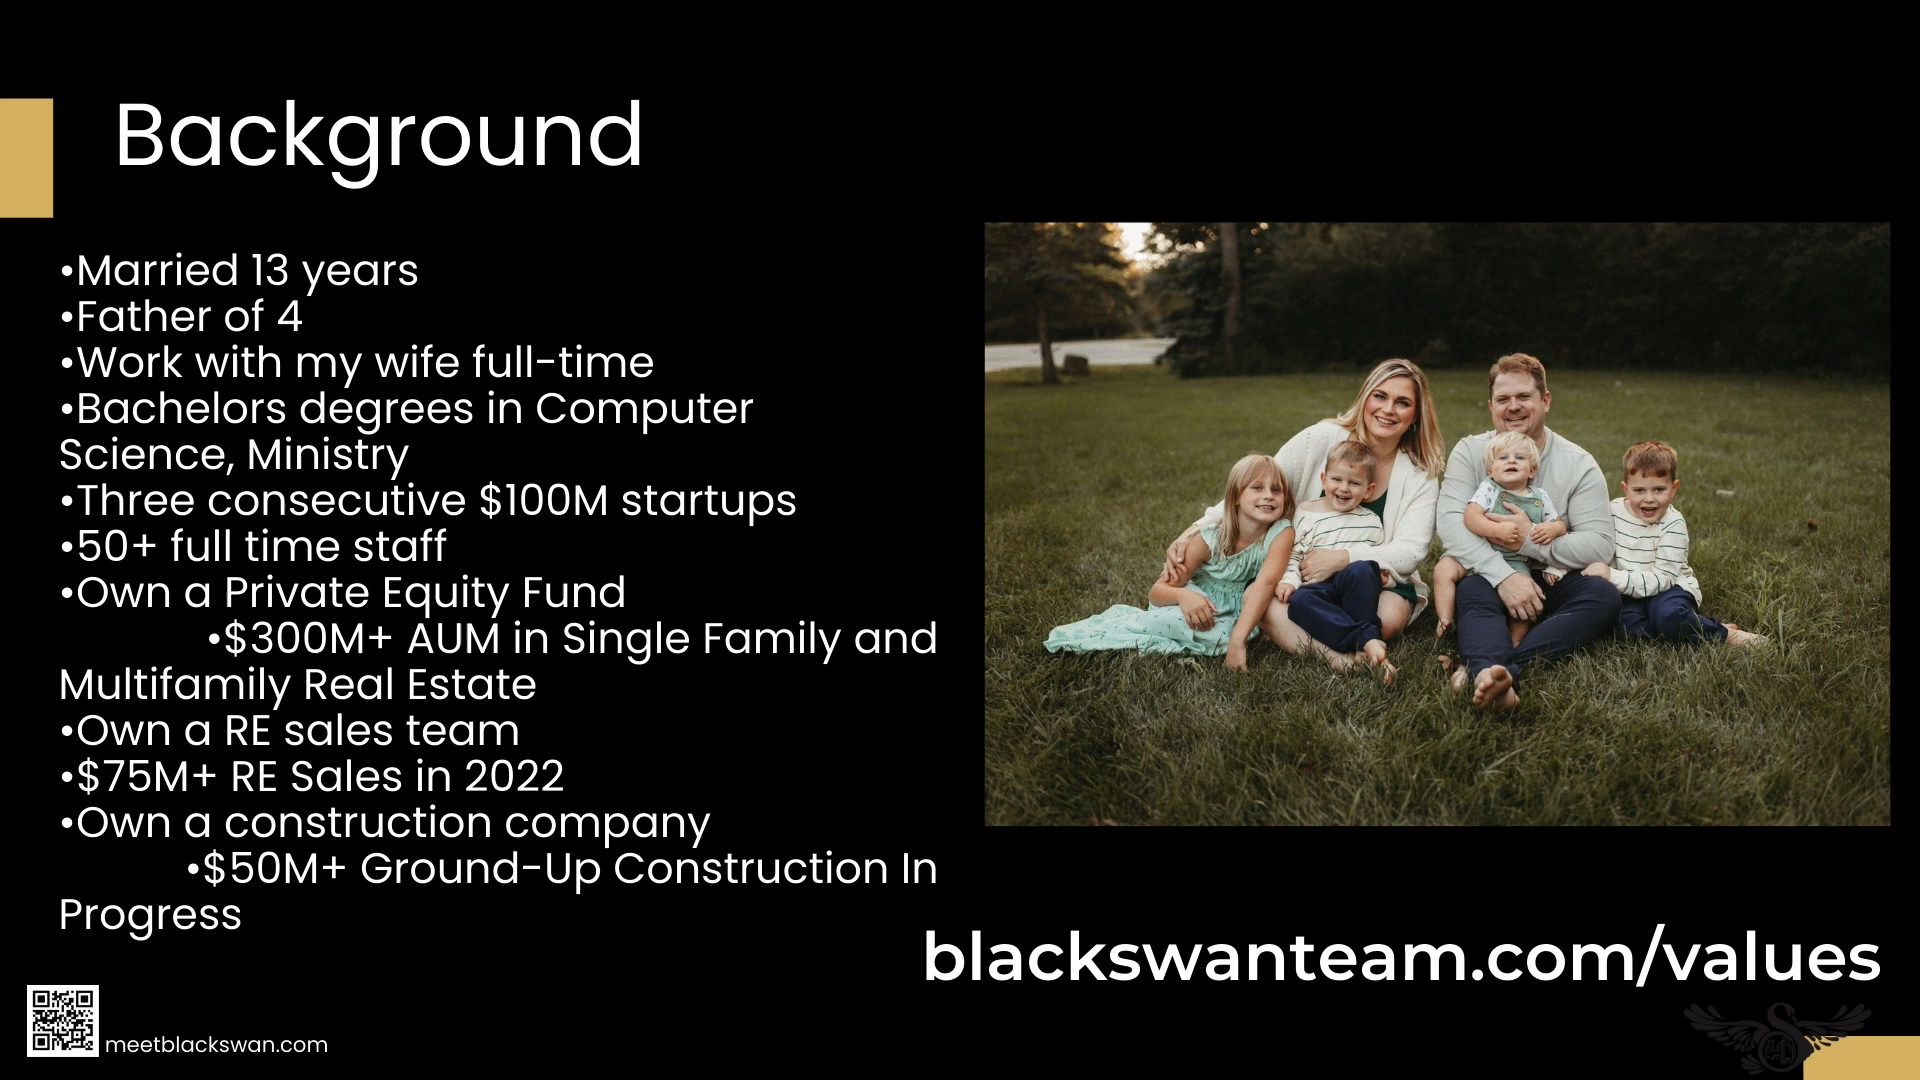 Background
•Married 13 years
•Father of 4
•Work with my wife full-time
•Bachelors degrees in Computer
Science, Ministry
•Three consecutive $100M startups
•50+ full time staff
•Own a Private Equity Fund
•$300M+ AUM in Single Family and
Multifamily Real Estate
•Own a RE sales team
•$75M+ RE Sales in 2022
•Own a construction company
•$50M+ Ground-Up Construction In
Progress
blackswanteam.com/values
meetblackswan.com